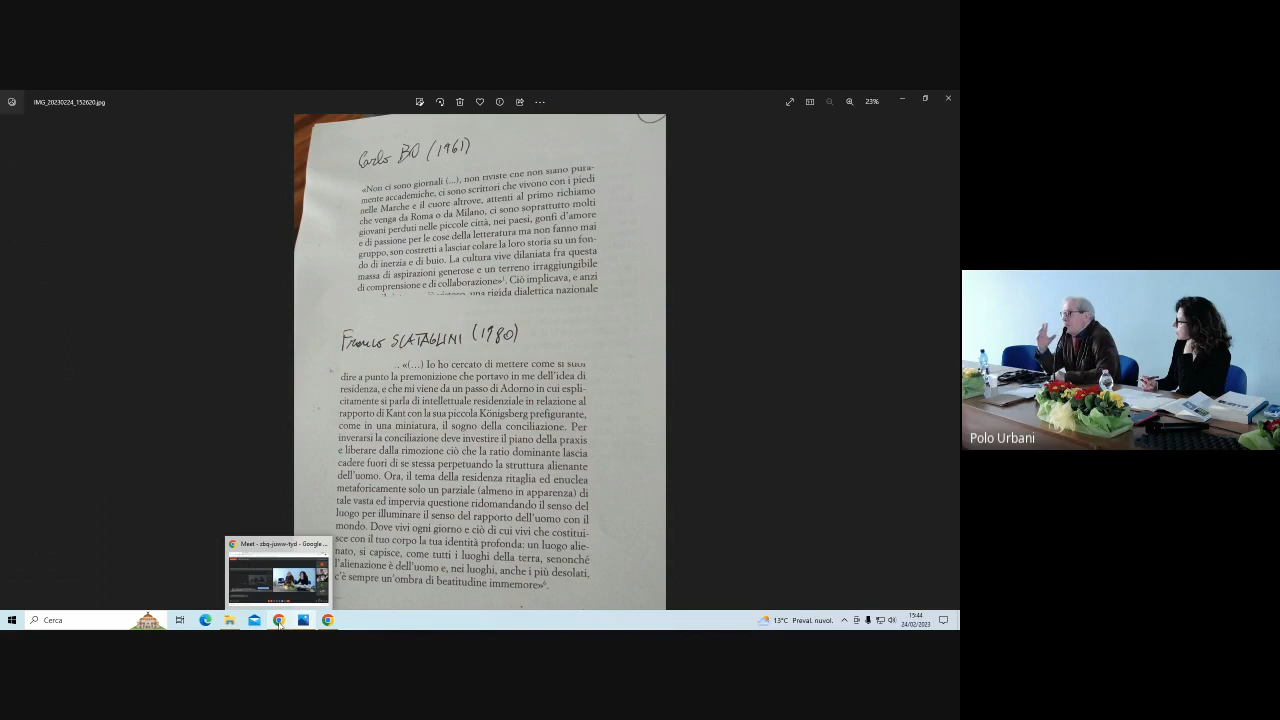 IMG_20230224_152620.jpg
23%
Carlo BO (1961)
«Non ci sono giornali (...), non riviste che non siano pura-
mente accademiche, ci sono scrittori che vivono con i piedi
nelle Marche e il cuore altrove, attenti al primo richiamo
che venga da Roma o da Milano, ci sono soprattutto molti
giovani perduti nelle piccole città, nei paesi, gonfi d'amore
e di passione per le cose della letteratura ma non fanno mai
gruppo, son costretti a lasciar colare la loro storia su un fon-
do di inerzia e di buio. La cultura vive dilaniata fra questa
massa di aspirazioni generose e un terreno irraggiungibile
di comprensione e di collaborazione»¹. Ciò implicava, e anzi
una rigida dialettica nazionale
Franco SCATAGLINI (1980)
«(...) Io ho cercato di mettere come si suol
dire a punto la premonizione che portavo in me dell'idea di
residenza, e che mi viene da un passo di Adorno in cui espli-
citamente si parla di intellettuale residenziale in relazione al
rapporto di Kant con la sua piccola Königsberg prefigurante,
come in una miniatura, il sogno della conciliazione. Per
inverarsi la conciliazione deve investire il piano della praxis
e liberare dalla rimozione ciò che la ratio dominante lascia
cadere fuori di se stessa perpetuando la struttura alienante
dell'uomo. Ora, il tema della residenza ritaglia ed enuclea
metaforicamente solo un parziale (almeno in apparenza) di
tale vasta ed impervia questione ridomandando il senso del
luogo per illuminare il senso del rapporto dell'uomo con il
mondo. Dove vivi ogni giorno e ciò di cui vivi che costitui-
sce con il tuo corpo la tua identità profonda: un luogo alie-
nato, si capisce, come tutti i luoghi della terra, senonché
l'alienazione è dell'uomo e, nei luoghi, anche i più desolati,
c'è sempre un'ombra di beatitudine immemore»⁶.
Meet - zbq-juww-tyd - Google ...
Cerca
13°C Preval. nuvol.
15:44
24/02/2023
Polo Urbani